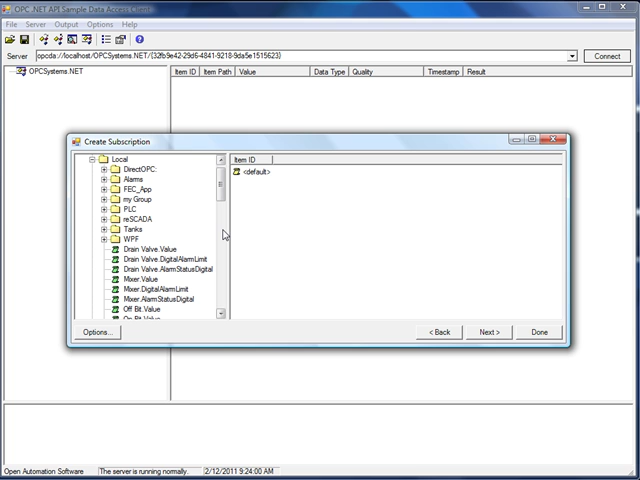 OPC .NET API Sample Data Access Client
File Server Output Options Help
Server opcda://localhost/OPCSystems.NET/{32fb9e42-29d6-4841-9218-9da5e1515623} Connect
OPCSystems.NET
Item ID Item Path Value Data Type Quality Timestamp Result
Create Subscription
Local
DirectOPC:
Alarms
FEC_App
my Group
PLC
reSCADA
Tanks
WPF
Drain Valve.Value
Drain Valve.DigitalAlarmLimit
Drain Valve.AlarmStatusDigital
Mixer.Value
Mixer.DigitalAlarmLimit
Mixer.AlarmStatusDigital
Off Bit.Value
On Bit.Value
Item ID
<default>
Options... < Back Next > Done
Open Automation Software The server is running normally. 2/12/2011 9:24:00 AM